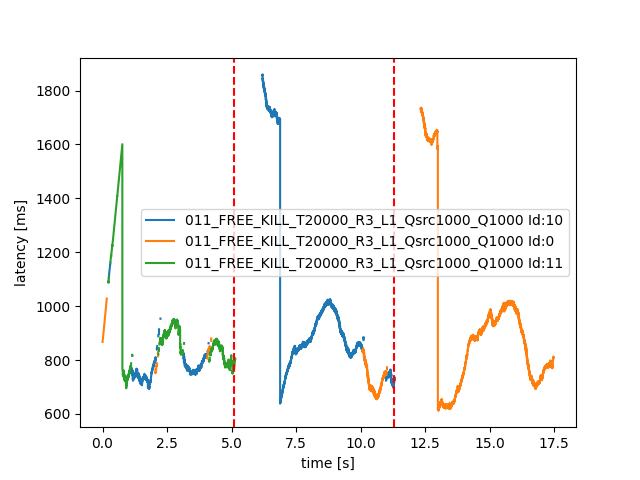 1800
1600
1400
1200
1000
800
600
latency [ms]
011_FREE_KILL_T20000_R3_L1_Qsrc1000_Q1000 Id:10
011_FREE_KILL_T20000_R3_L1_Qsrc1000_Q1000 Id:0
011_FREE_KILL_T20000_R3_L1_Qsrc1000_Q1000 Id:11
0.0 2.5 5.0 7.5 10.0 12.5 15.0 17.5
time [s]